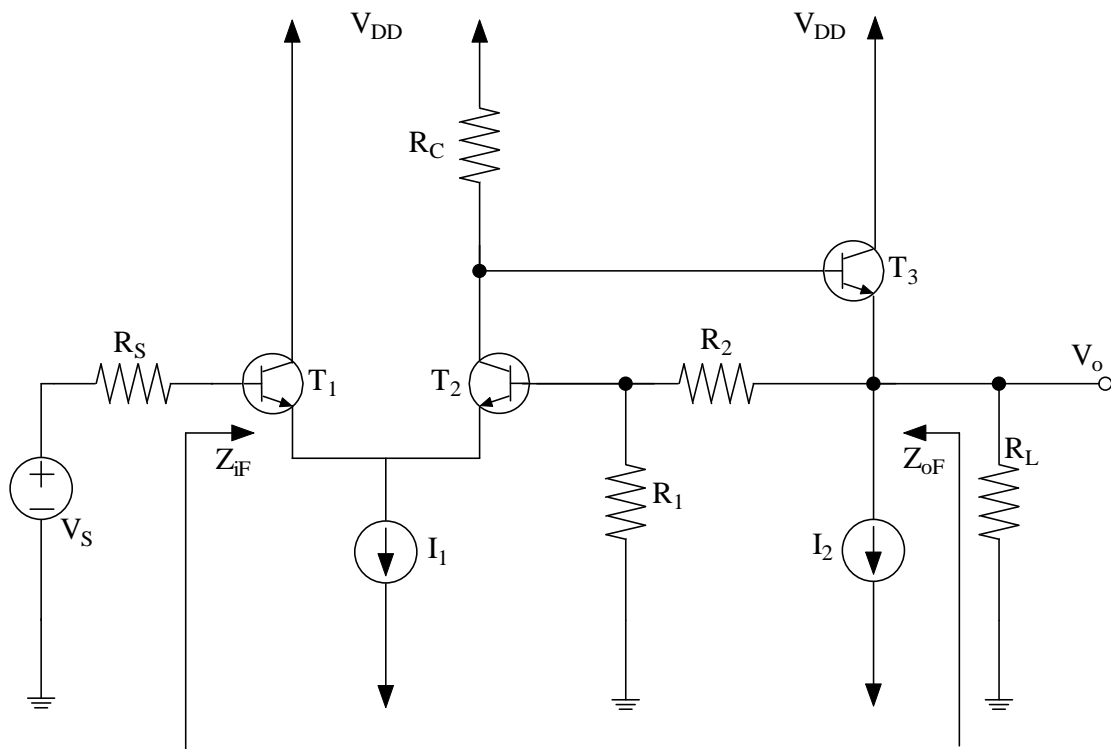 V_DD V_DD
R_C
T_3
R_S R_2 V_o
T_1 T_2
Z_iF Z_oF R_L
R_1
V_S I_1 I_2